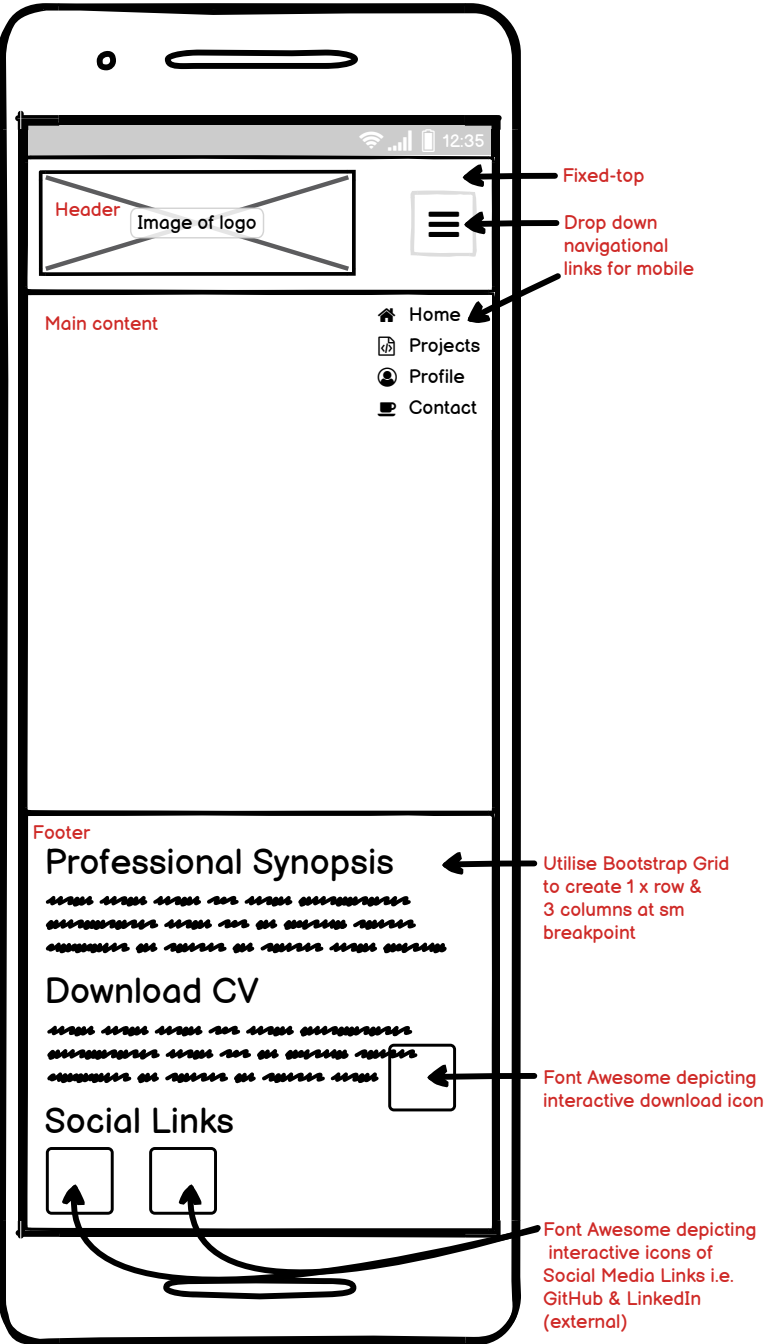 12:35
Fixed-top
Header
Image of logo
Drop down
navigational
links for mobile
Main content
Home
Projects
Profile
Contact
Footer
Professional Synopsis
Utilise Bootstrap Grid
to create 1 x row &
3 columns at sm
breakpoint
Download CV
Font Awesome depicting
interactive download icon
Social Links
Font Awesome depicting
interactive icons of
Social Media Links i.e.
GitHub & LinkedIn
(external)